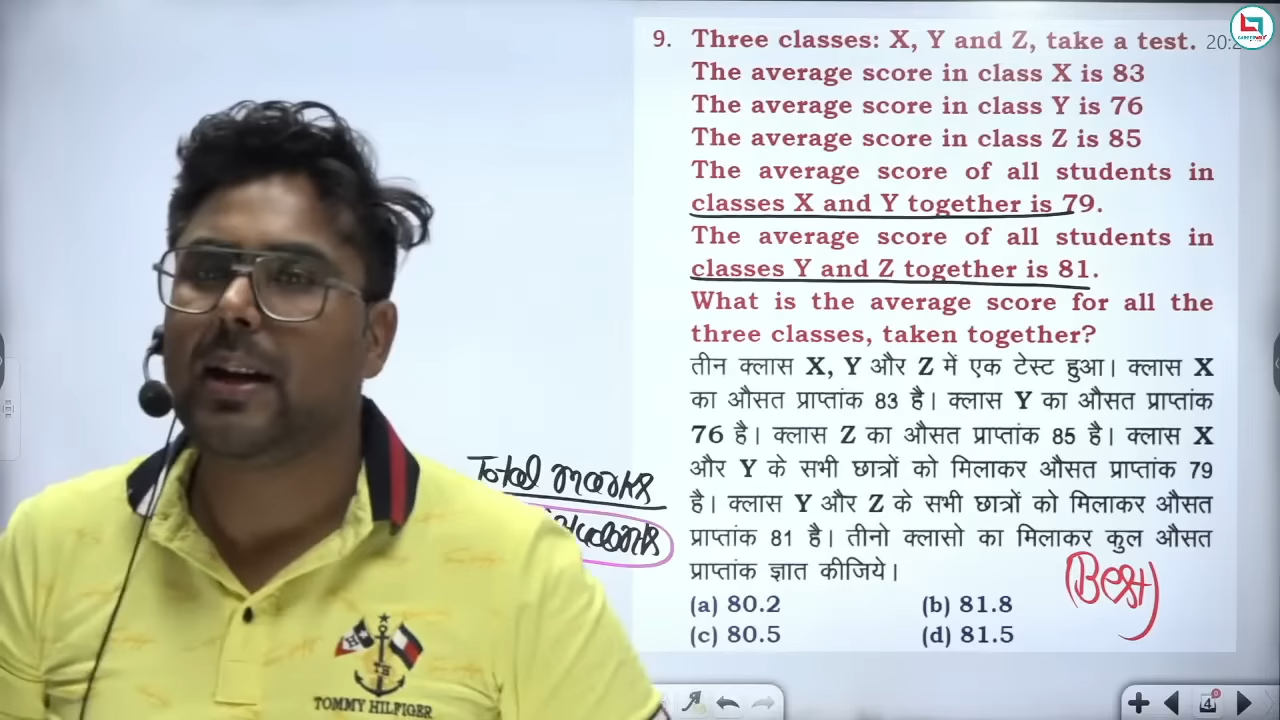 9. Three classes: X, Y and Z, take a test.
The average score in class X is 83
The average score in class Y is 76
The average score in class Z is 85
The average score of all students in
classes X and Y together is 79.
The average score of all students in
classes Y and Z together is 81.
What is the average score for all the
three classes, taken together?
तीन क्लास X, Y और Z में एक टेस्ट हुआ। क्लास X
का औसत प्राप्तांक 83 है। क्लास Y का औसत प्राप्तांक
76 है। क्लास Z का औसत प्राप्तांक 85 है। क्लास X
और Y के सभी छात्रों को मिलाकर औसत प्राप्तांक 79
है। क्लास Y और Z के सभी छात्रों को मिलाकर औसत
प्राप्तांक 81 है। तीनो क्लासो का मिलाकर कुल औसत
प्राप्तांक ज्ञात कीजिये।
(a) 80.2 (b) 81.8
(c) 80.5 (d) 81.5
(Best)
Total marks
TH
TOMMY HILFIGER
4